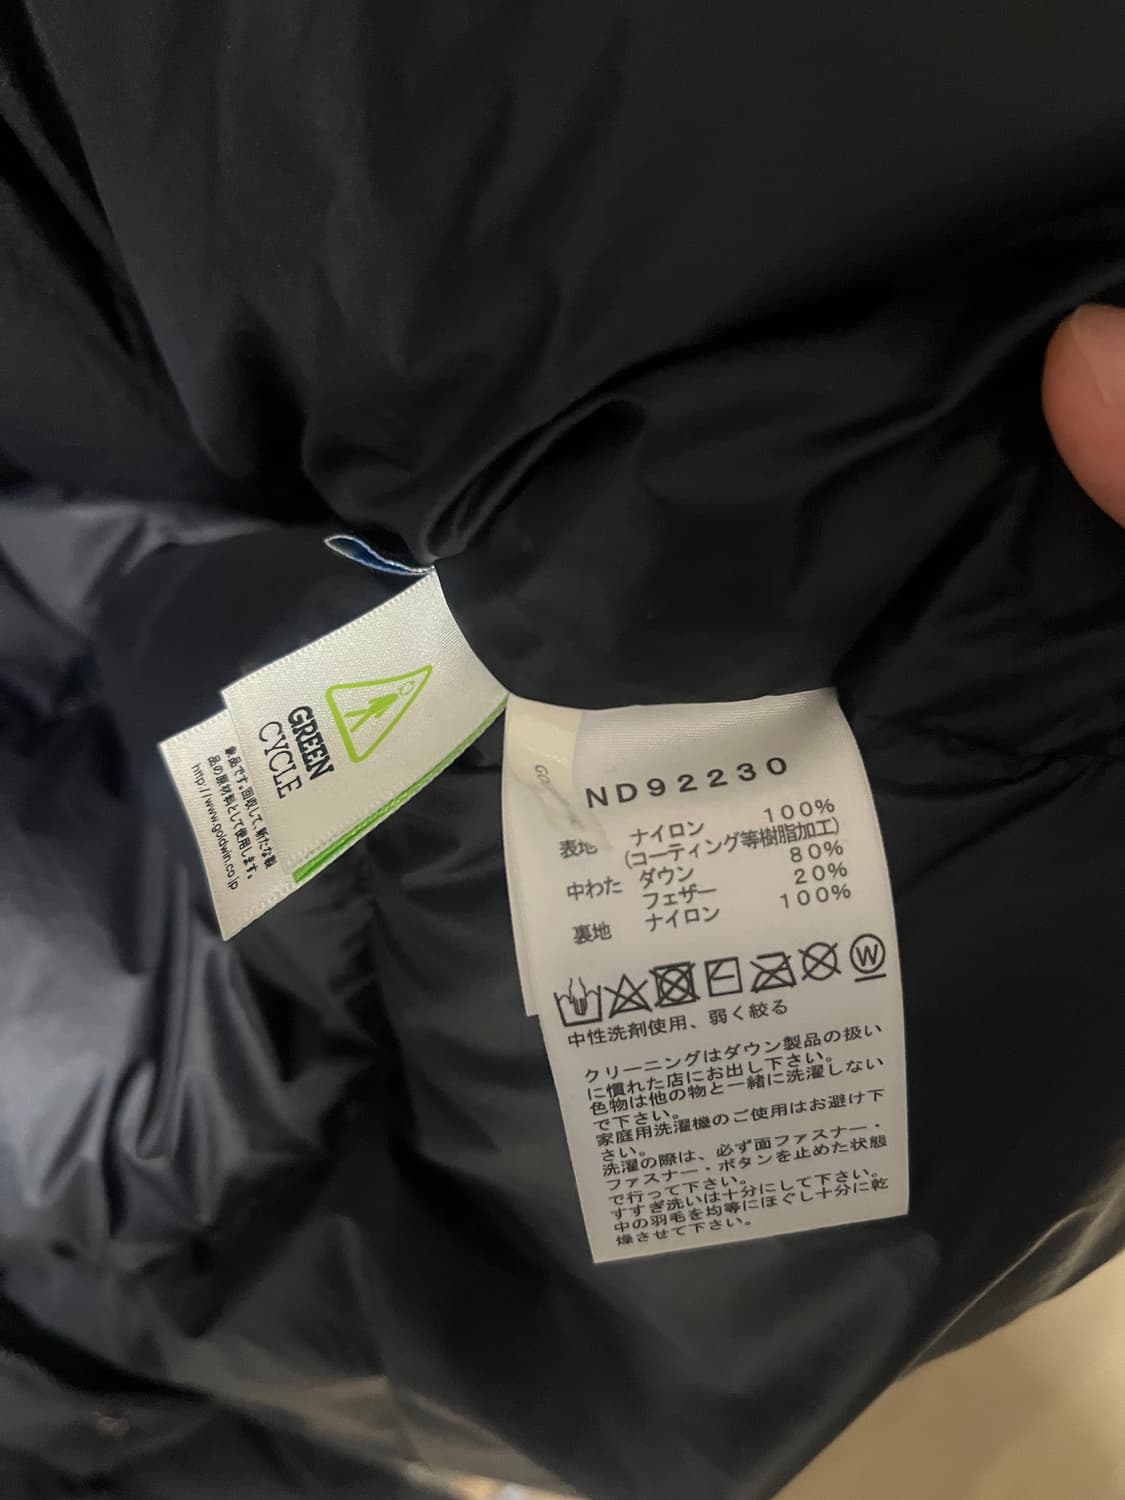 GREEN
CYCLE
象品です。回収して、新たな製
品の原材料として使用します。
http://www.goldwin.co.jp
ND92230
表地 ナイロン 100%
(コーティング等樹脂加工)
中わた ダウン 80%
フェザー 20%
裏地 ナイロン 100%
W
中性洗剤使用、弱く絞る
クリーニングはダウン製品の扱い
に慣れた店にお出し下さい。
色物は他の物と一緒に洗濯しない
で下さい。
家庭用洗濯機のご使用はお避け下
さい。
洗濯の際は、必ず面ファスナー・
ファスナー・ボタンを止めた状態
で行って下さい。
すすぎ洗いは十分にして下さい。
中の羽毛を均等にほぐし十分に乾
燥させて下さい。